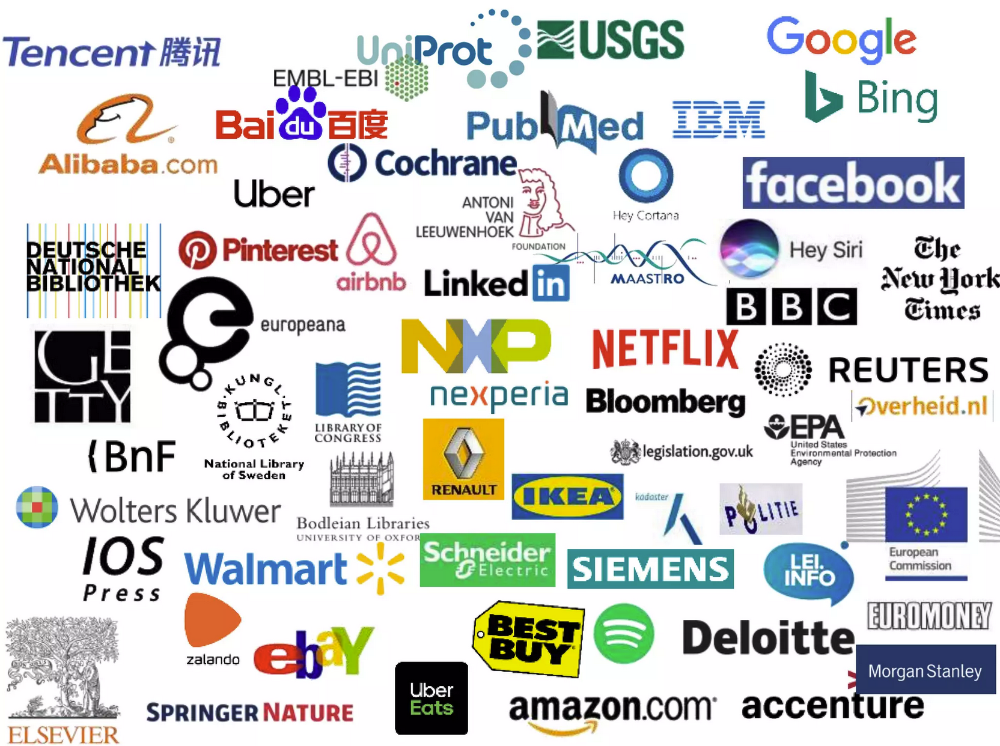 Tencent 腾讯
UniProt
USGS
Google
EMBL-EBI
Bing
Alibaba.com
Baidu 百度
PubMed
IBM
Cochrane
Uber
ANTONI
VAN
LEEUWENHOEK
FOUNDATION
Hey Cortana
facebook
DEUTSCHE
NATIONAL
BIBLIOTHEK
Pinterest
airbnb
LinkedIn
MAASTRO
Hey Siri
The
New York
Times
BBC
europeana
GETTY
NXP
NETFLIX
REUTERS
KUNGL. BIBLIOTEKET
National Library
of Sweden
LIBRARY OF
CONGRESS
nexperia
Bloomberg
Overheid.nl
EPA
United States
Environmental Protection
Agency
{BnF
RENAULT
legislation.gov.uk
Wolters Kluwer
Bodleian Libraries
UNIVERSITY OF OXFOR
IKEA
kadaster
POLITIE
European
Commission
IOS
Press
Walmart
Schneider
Electric
SIEMENS
LEI.
INFO
zalando
ebaY
BEST
BUY
Deloitte
EUROMONEY
Morgan Stanley
ELSEVIER
SPRINGER NATURE
Uber
Eats
amazon.com
accenture